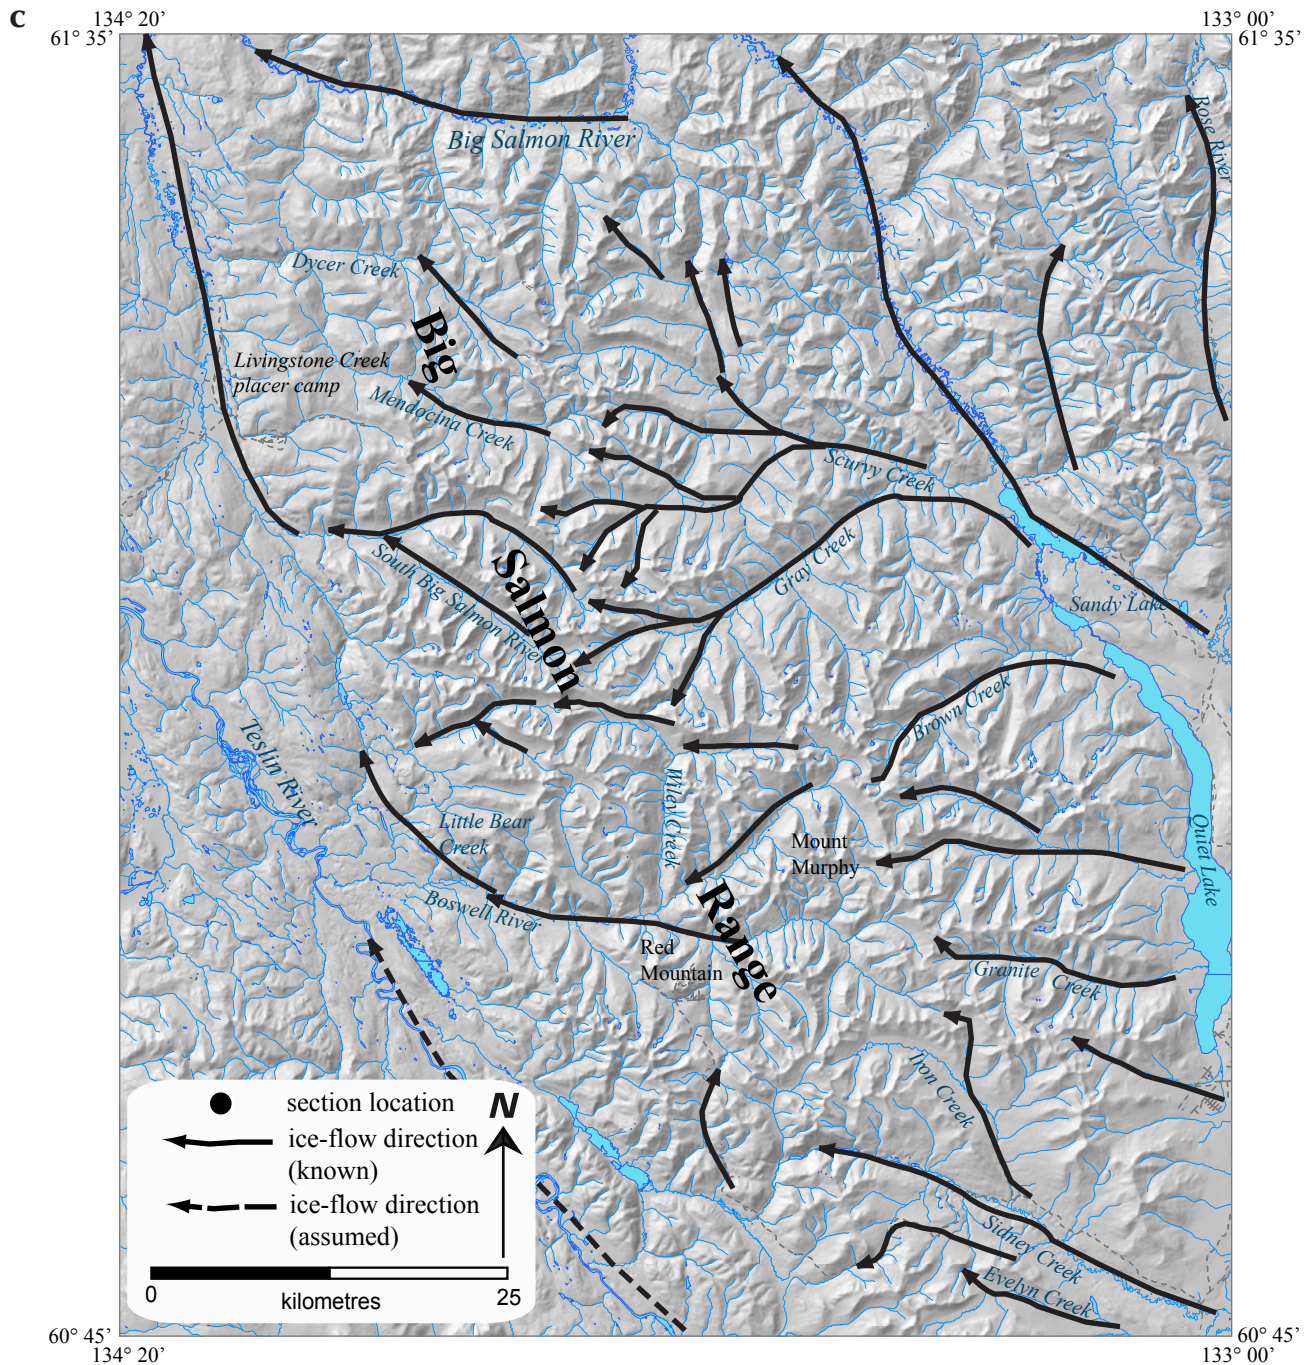 c
134° 20´
133° 00´
61° 35´
61° 35´
Rose River
Big Salmon River
Dycer Creek
Big
Livingstone Creek
placer camp
Mendocina Creek
Scurvy Creek
South Big Salmon River
Salmon
Gray Creek
Sandy Lake
Brown Creek
Teslin River
Wiley Creek
Little Bear
Creek
Mount
Murphy
Quiet Lake
Boswell River
Range
Red
Mountain
Granite
Creek
Iron Creek
Sidney Creek
Evelyn Creek
section location
N
ice-flow direction
(known)
ice-flow direction
(assumed)
0
kilometres
25
60° 45´
60° 45´
134° 20´
133° 00´